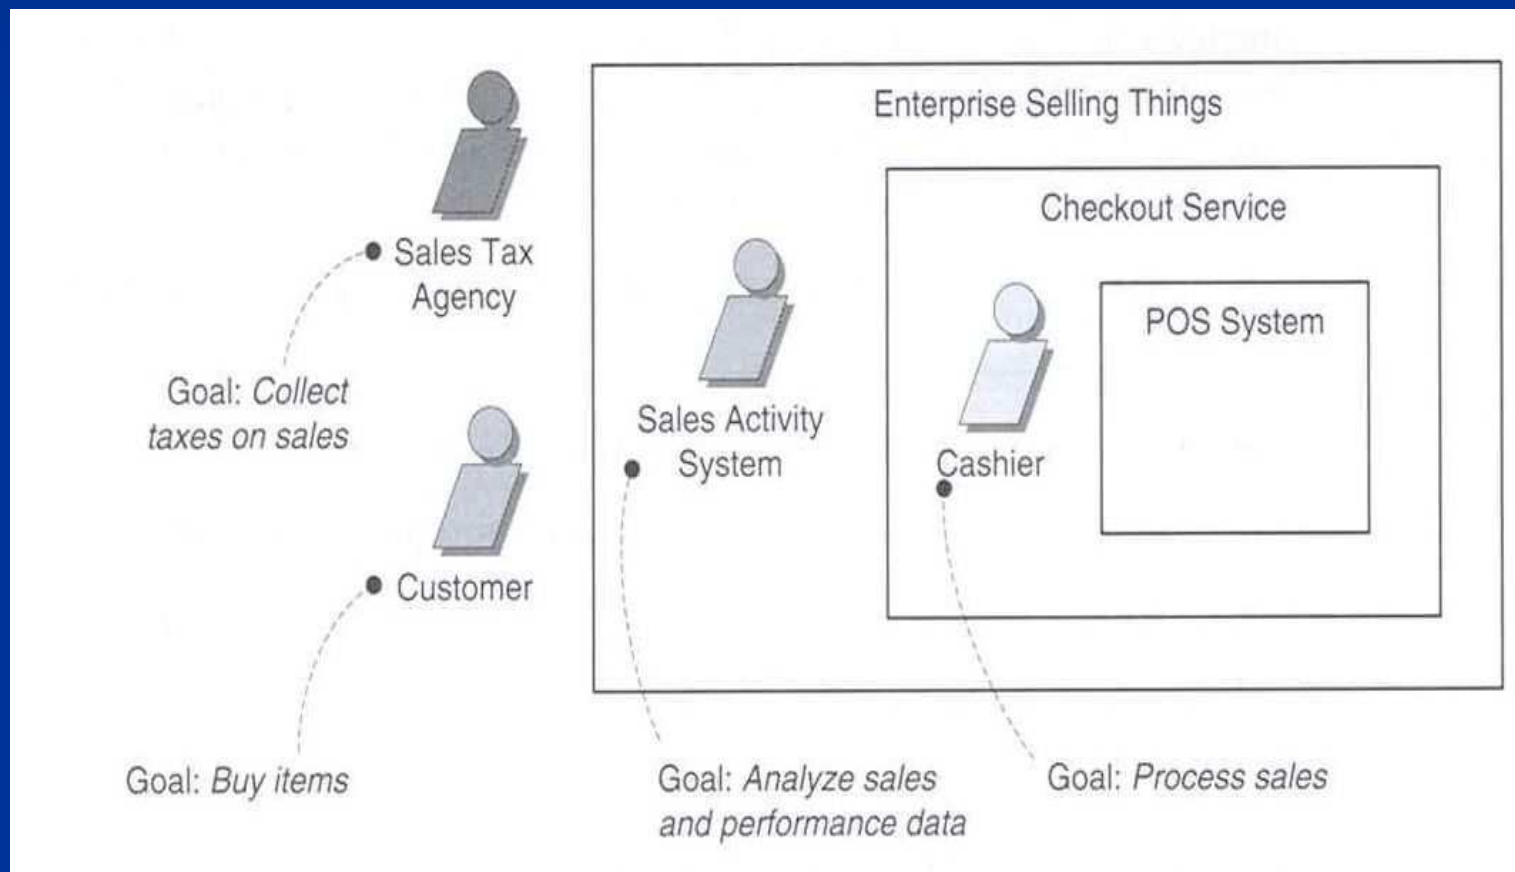 Enterprise Selling Things
Checkout Service
POS System
Sales Tax
Agency
Goal: Collect
taxes on sales
Sales Activity
System
Cashier
Customer
Goal: Buy items
Goal: Analyze sales
and performance data
Goal: Process sales